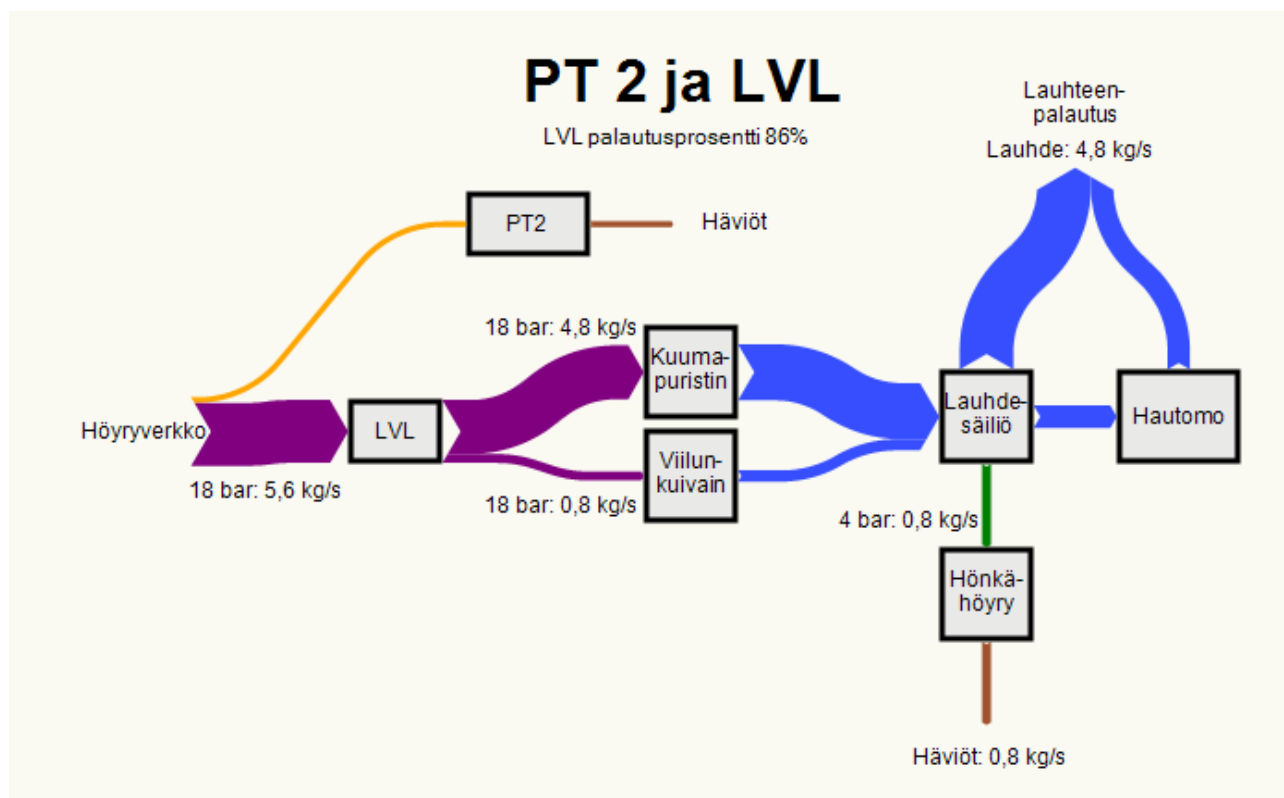 PT 2 ja LVL
LVL palautusprosentti 86%
Lauhteen-
palautus
Lauhde: 4,8 kg/s
PT2
Häviöt
18 bar: 4,8 kg/s
Kuuma-
puristin
Höyryverkko
LVL
Lauhde-
säiliö
Hautomo
18 bar: 5,6 kg/s
Viilun-
kuivain
18 bar: 0,8 kg/s
4 bar: 0,8 kg/s
Hönkä-
höyry
Häviöt: 0,8 kg/s